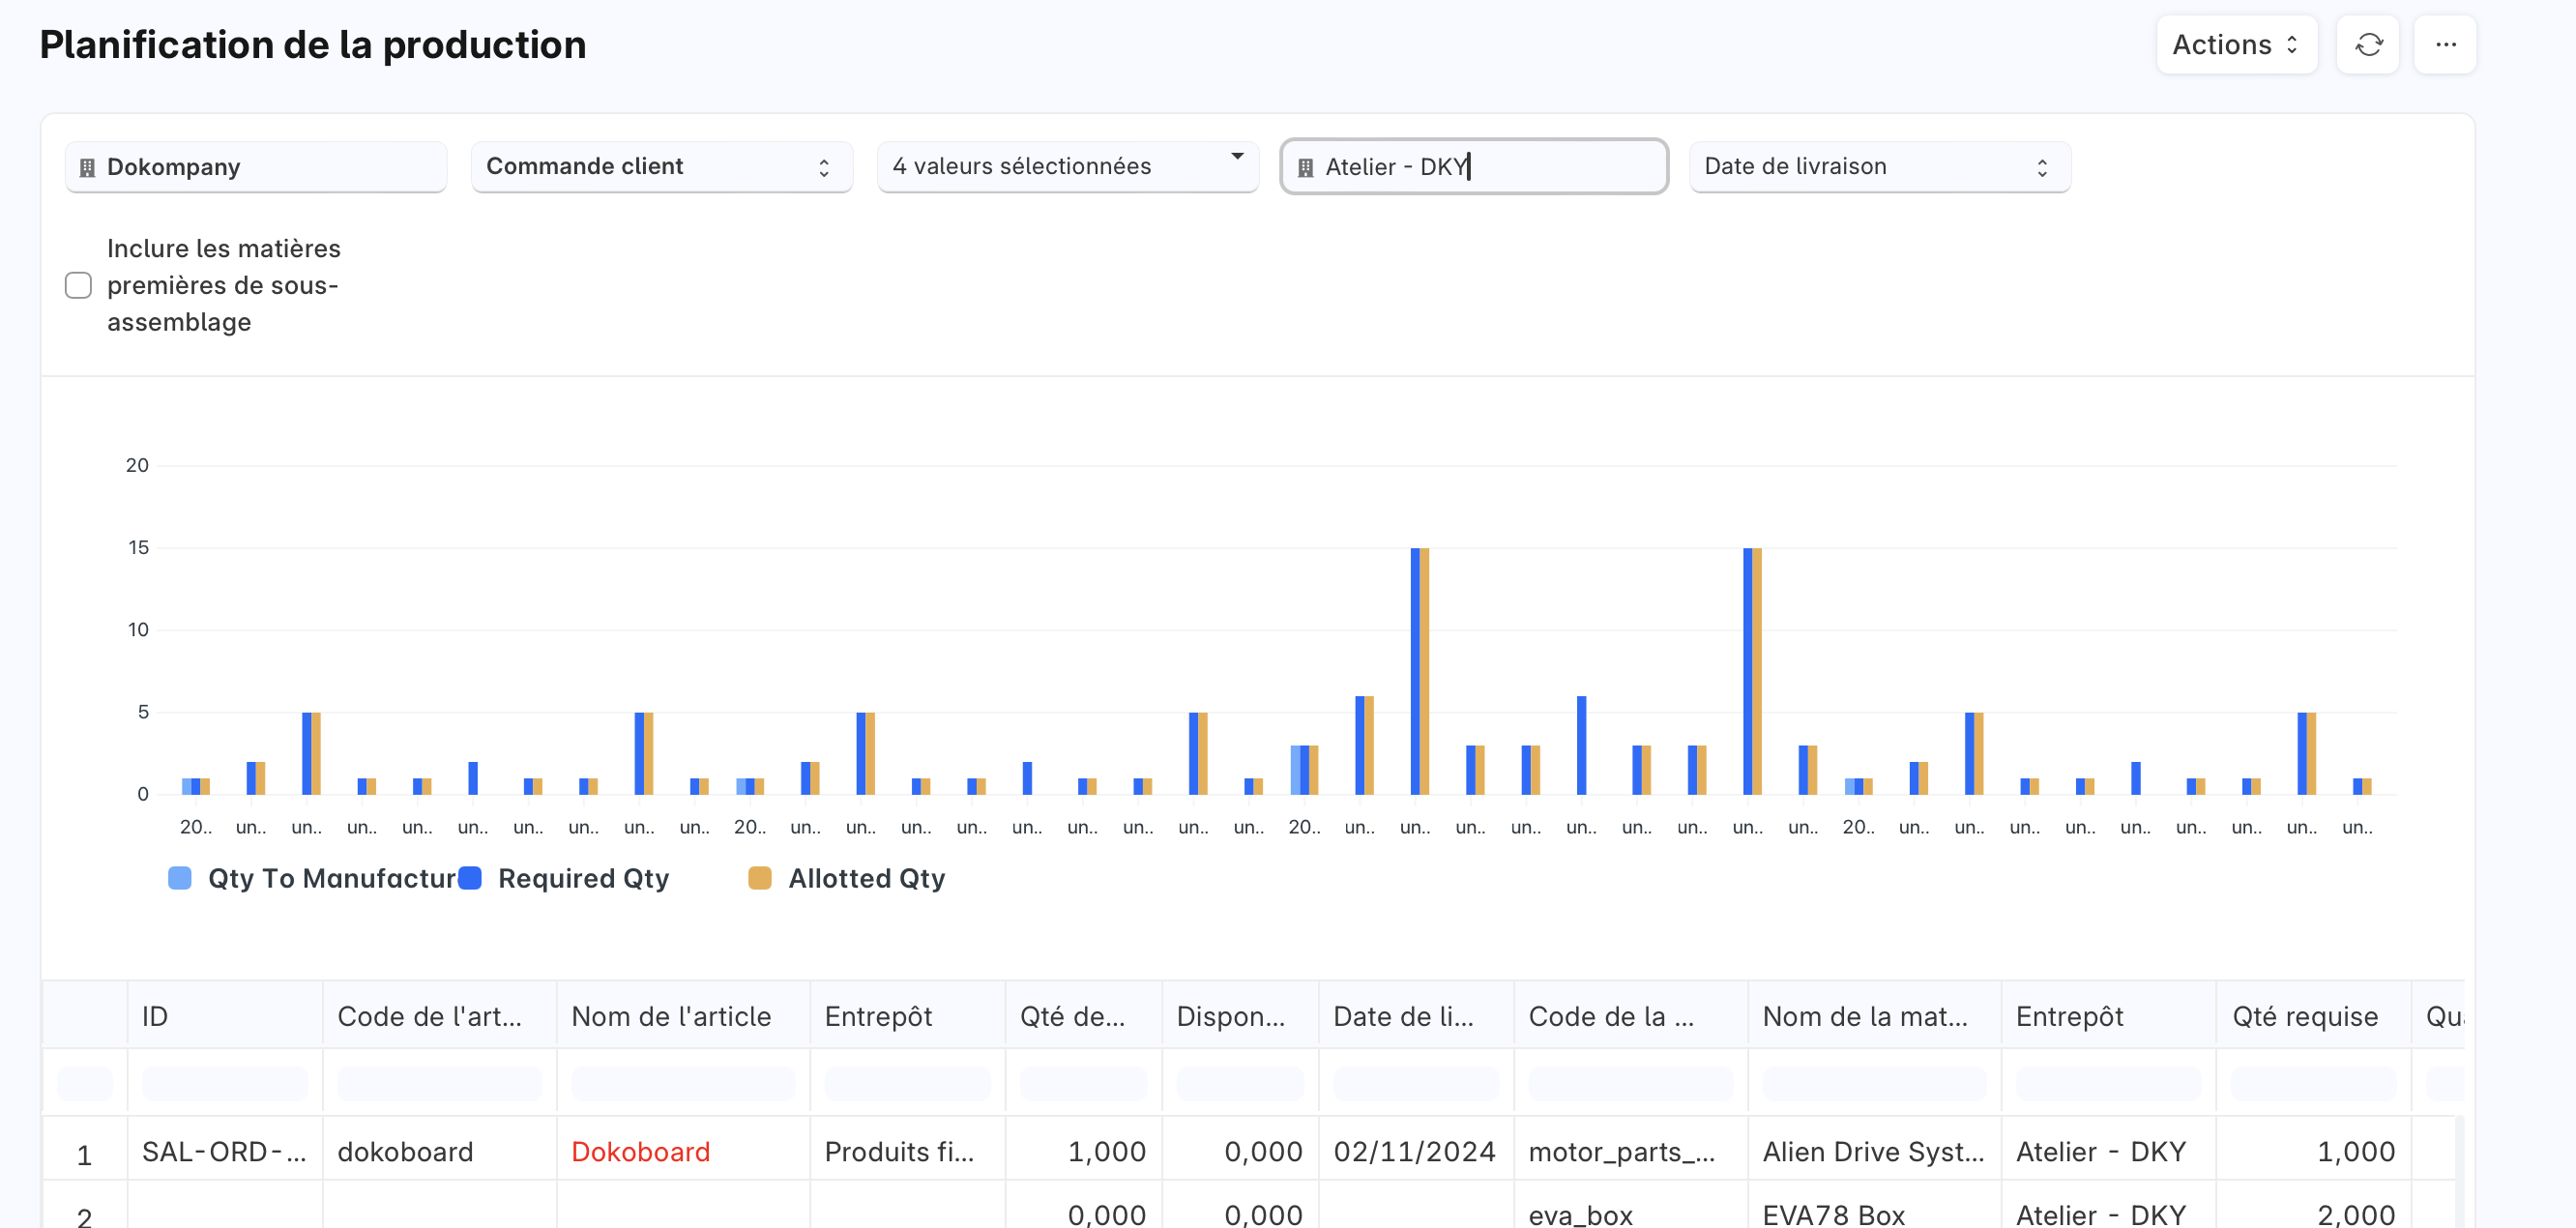 Planification de la production
Actions
Dokompany
Commande client
4 valeurs sélectionnées
Atelier - DKY
Date de livraison
Inclure les matières
premières de sous-
assemblage
20
15
10
5
0
20.. un.. un.. un.. un.. un.. un.. un.. un.. un.. 20.. un.. un.. un.. un.. un.. un.. un.. un.. un.. 20.. un.. un.. un.. un.. un.. un.. un.. un.. un.. 20.. un.. un.. un.. un.. un.. un.. un.. un.. un..
Qty To Manufactur Required Qty Allotted Qty
ID Code de l'art... Nom de l'article Entrepôt Qté de... Dispon... Date de li... Code de la ... Nom de la mat... Entrepôt Qté requise
1 SAL-ORD-... dokoboard Dokoboard Produits fi... 1,000 0,000 02/11/2024 motor_parts_... Alien Drive Syst... Atelier - DKY 1,000
2 0,000 0,000 eva_box EVA78 Box Atelier - DKY 2,000